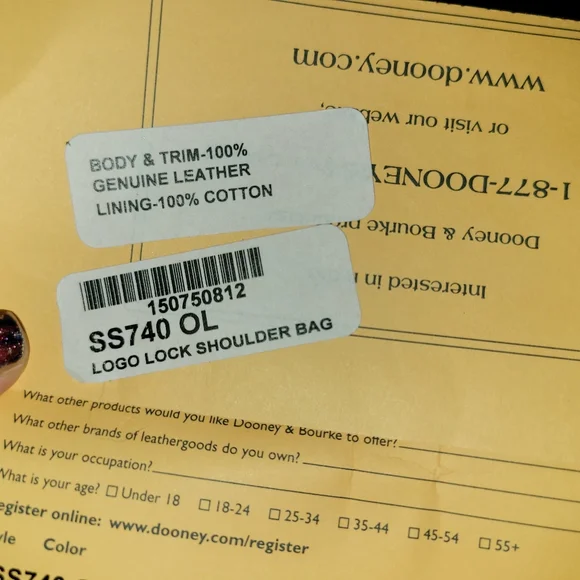 www.dooney.com
or visit our
1-877-DOONEY
Dooney & Bourke
Interested in
BODY & TRIM-100%
GENUINE LEATHER
LINING-100% COTTON
150750812
SS740 OL
LOGO LOCK SHOULDER BAG
What other products would you like Dooney & Bourke to offer?
What other brands of leathergoods do you own?
What is your occupation?
What is your age? Under 18 18-24 25-34 35-44 45-54 55+
register online: www.dooney.com/register
Color